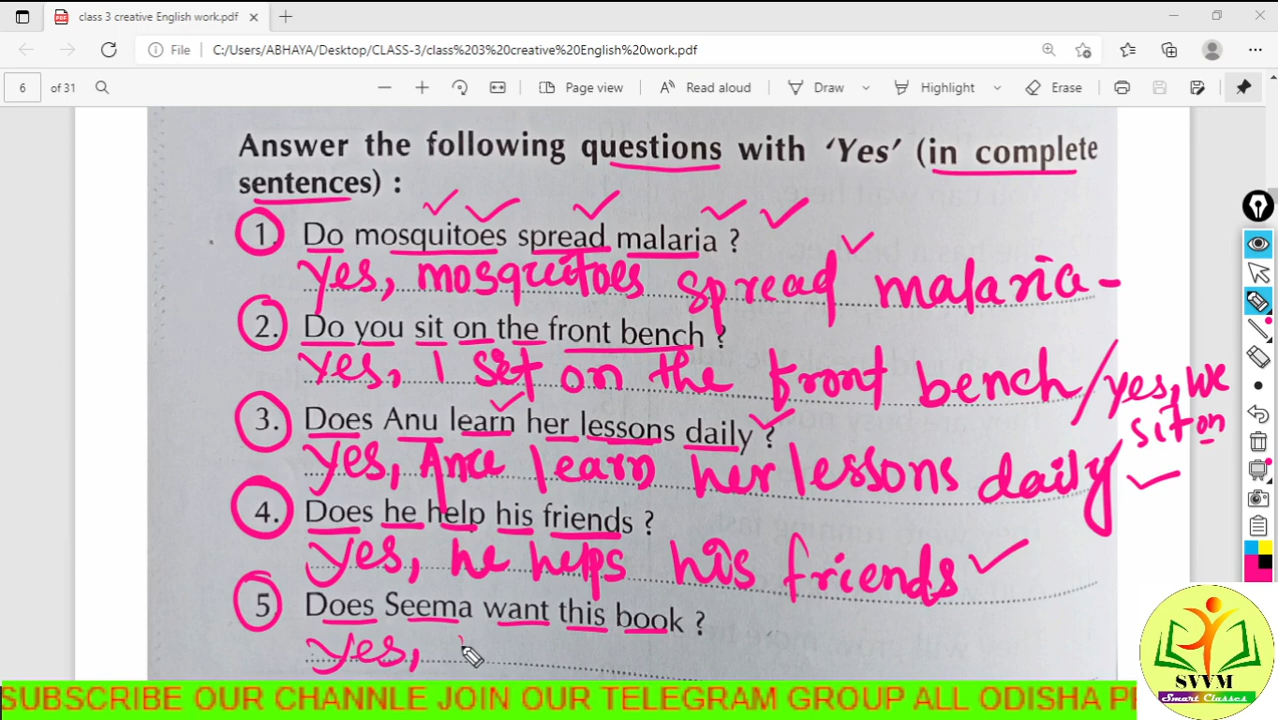 class 3 creative English work.pdf
File C:/Users/ABHAYA/Desktop/CLASS-3/class%203%20creative%20English%20work.pdf
6 of 31 Page view Read aloud Draw Highlight Erase
Answer the following questions with 'Yes' (in complete
sentences) :
1. Do mosquitoes spread malaria ?
Yes, mosquitoes spread malaria-
2. Do you sit on the front bench ?
Yes, I set on the front bench/yes, we
sit on
3. Does Anu learn her lessons daily ?
Yes, learn her lessons daily
4. Does he help his friends ?
Yes, he helps his friends
5 Does Seema want this book ?
Yes,
SVVM
Smart Classes
SUBSCRIBE OUR CHANNLE JOIN OUR TELEGRAM GROUP ALL ODISHA